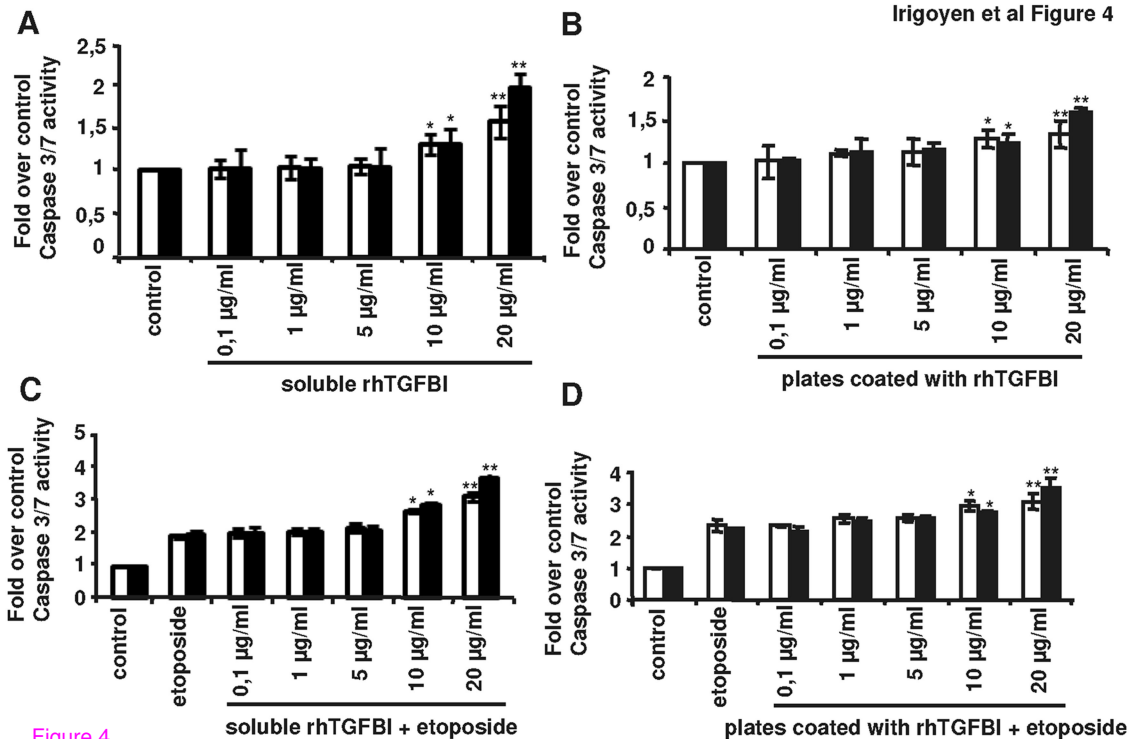 Irigoyen et al Figure 4
A
Fold over control
Caspase 3/7 activity
2,5
2
1,5
1
0,5
0
** **
* *
control
0,1 µg/ml
1 µg/ml
5 µg/ml
10 µg/ml
20 µg/ml
soluble rhTGFBI
B
Fold over control
Caspase 3/7 activity
2
1,5
1
0,5
0
** **
* *
control
0,1 µg/ml
1 µg/ml
5 µg/ml
10 µg/ml
20 µg/ml
plates coated with rhTGFBI
C
Fold over control
Caspase 3/7 activity
5
4
3
2
1
0
** **
* *
control
etoposide
0,1 µg/ml
1 µg/ml
5 µg/ml
10 µg/ml
20 µg/ml
soluble rhTGFBI + etoposide
D
Fold over control
Caspase 3/7 activity
4
3
2
1
0
** **
* *
control
etoposide
0,1 µg/ml
1 µg/ml
5 µg/ml
10 µg/ml
20 µg/ml
plates coated with rhTGFBI + etoposide
Figure 4